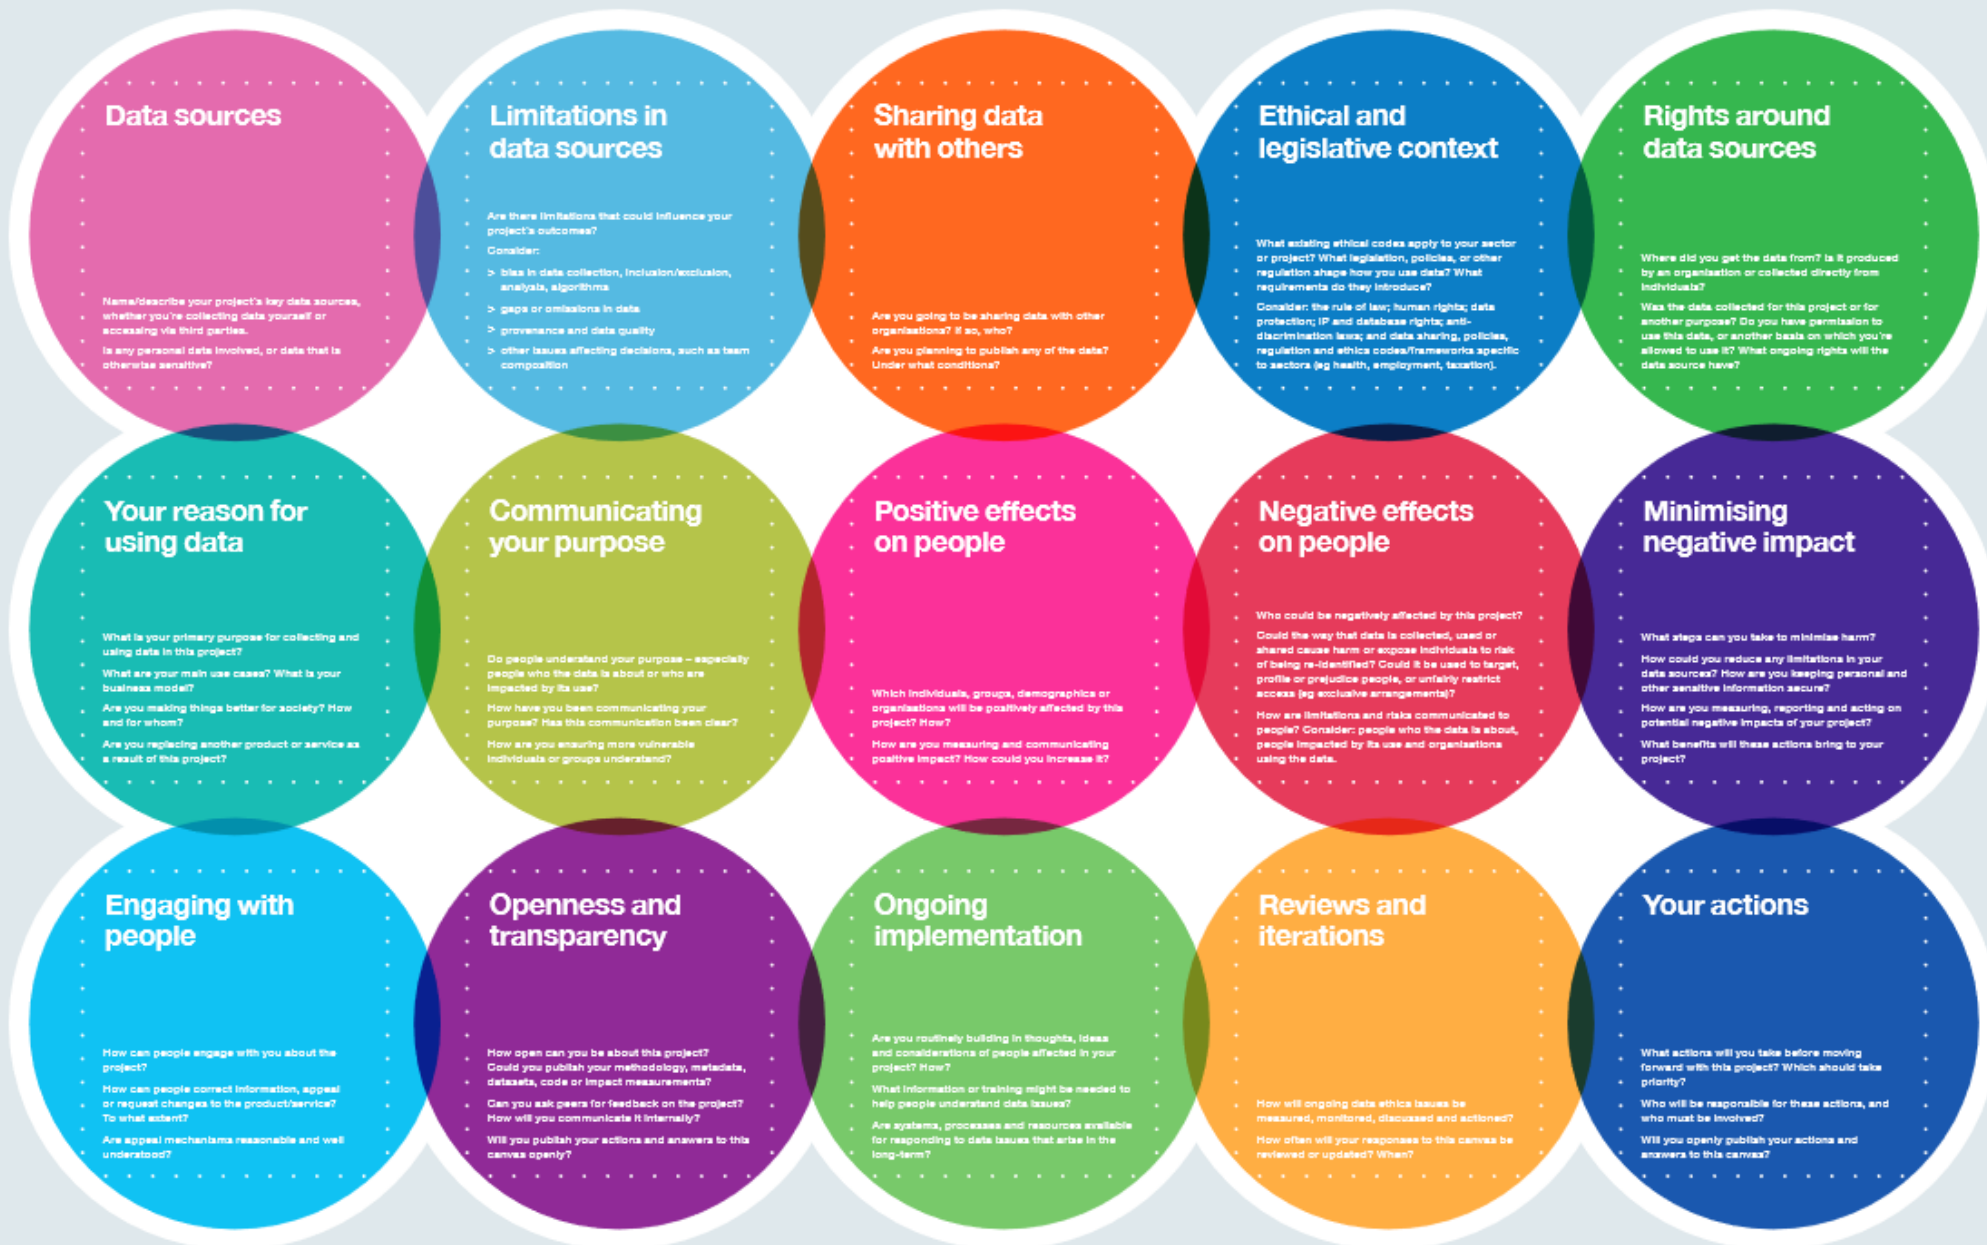 Data sources
Name/describe your project's key data sources,
whether you're collecting data yourself or
accessing via third parties.
Is any personal data involved, or data that is
otherwise sensitive?
Limitations in
data sources
Are there limitations that could influence your
project's outcomes?
Consider:
> bias in data collection, inclusion/exclusion,
analysis, algorithms
> gaps or omissions in data
> provenance and data quality
> other issues affecting decisions, such as team
composition
Sharing data
with others
Are you going to be sharing data with other
organisations? If so, who?
Are you planning to publish any of the data?
Under what conditions?
Ethical and
legislative context
What existing ethical codes apply to your sector
or project? What legislation, policies, or other
regulation shape how you use data? What
requirements do they introduce?
Consider: the rule of law; human rights; data
protection; IP and database rights; anti-
discrimination laws; and data sharing, policies,
regulation and ethics codes/frameworks specific
to sectors (eg health, employment, taxation).
Rights around
data sources
Where did you get the data from? Is it produced
by an organisation or collected directly from
individuals?
Was the data collected for this project or for
another purpose? Do you have permission to
use this data, or another basis on which you're
allowed to use it? What ongoing rights will the
data source have?
Your reason for
using data
What is your primary purpose for collecting and
using data in this project?
What are your main use cases? What is your
business model?
Are you making things better for society? How
and for whom?
Are you replacing another product or service as
a result of this project?
Communicating
your purpose
Do people understand your purpose – especially
people who the data is about or who are
impacted by its use?
How have you been communicating your
purpose? Has this communication been clear?
How are you ensuring more vulnerable
individuals or groups understand?
Positive effects
on people
Which individuals, groups, demographics or
organisations will be positively affected by this
project? How?
How are you measuring and communicating
positive impact? How could you increase it?
Negative effects
on people
Who could be negatively affected by this project?
Could the way that data is collected, used or
shared cause harm or expose individuals to risk
of being re-identified? Could it be used to target,
profile or prejudice people, or unfairly restrict
access (eg exclusive arrangements)?
How are limitations and risks communicated to
people? Consider: people who the data is about,
people impacted by its use and organisations
using the data.
Minimising
negative impact
What steps can you take to minimise harm?
How could you reduce any limitations in your
data sources? How are you keeping personal and
other sensitive information secure?
How are you measuring, reporting and acting on
potential negative impacts of your project?
What benefits will these actions bring to your
project?
Engaging with
people
How can people engage with you about the
project?
How can people correct information, appeal
or request changes to the product/service?
To what extent?
Are appeal mechanisms reasonable and well
understood?
Openness and
transparency
How open can you be about this project?
Could you publish your methodology, metadata,
datasets, code or impact measurements?
Can you ask peers for feedback on the project?
How will you communicate it internally?
Will you publish your actions and answers to this
canvas openly?
Ongoing
implementation
Are you routinely building in thoughts, ideas
and considerations of people affected in your
project? How?
What information or training might be needed to
help people understand data issues?
Are systems, processes and resources available
for responding to data issues that arise in the
long-term?
Reviews and
iterations
How will ongoing data ethics issues be
measured, monitored, discussed and actioned?
How often will your responses to this canvas be
reviewed or updated? When?
Your actions
What actions will you take before moving
forward with this project? Which should take
priority?
Who will be responsible for these actions, and
who must be involved?
Will you openly publish your actions and
answers to this canvas?